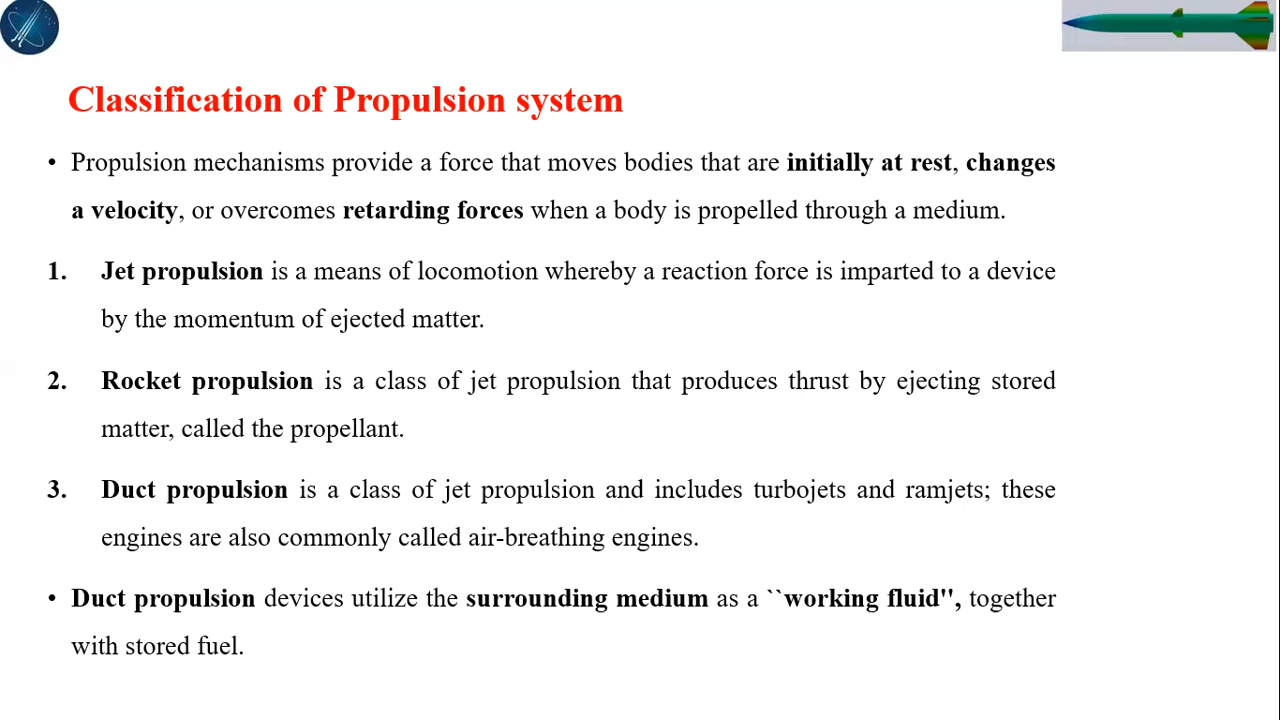 Classification of Propulsion system
• Propulsion mechanisms provide a force that moves bodies that are initially at rest, changes
a velocity, or overcomes retarding forces when a body is propelled through a medium.
1. Jet propulsion is a means of locomotion whereby a reaction force is imparted to a device
by the momentum of ejected matter.
2. Rocket propulsion is a class of jet propulsion that produces thrust by ejecting stored
matter, called the propellant.
3. Duct propulsion is a class of jet propulsion and includes turbojets and ramjets; these
engines are also commonly called air-breathing engines.
• Duct propulsion devices utilize the surrounding medium as a ``working fluid'', together
with stored fuel.